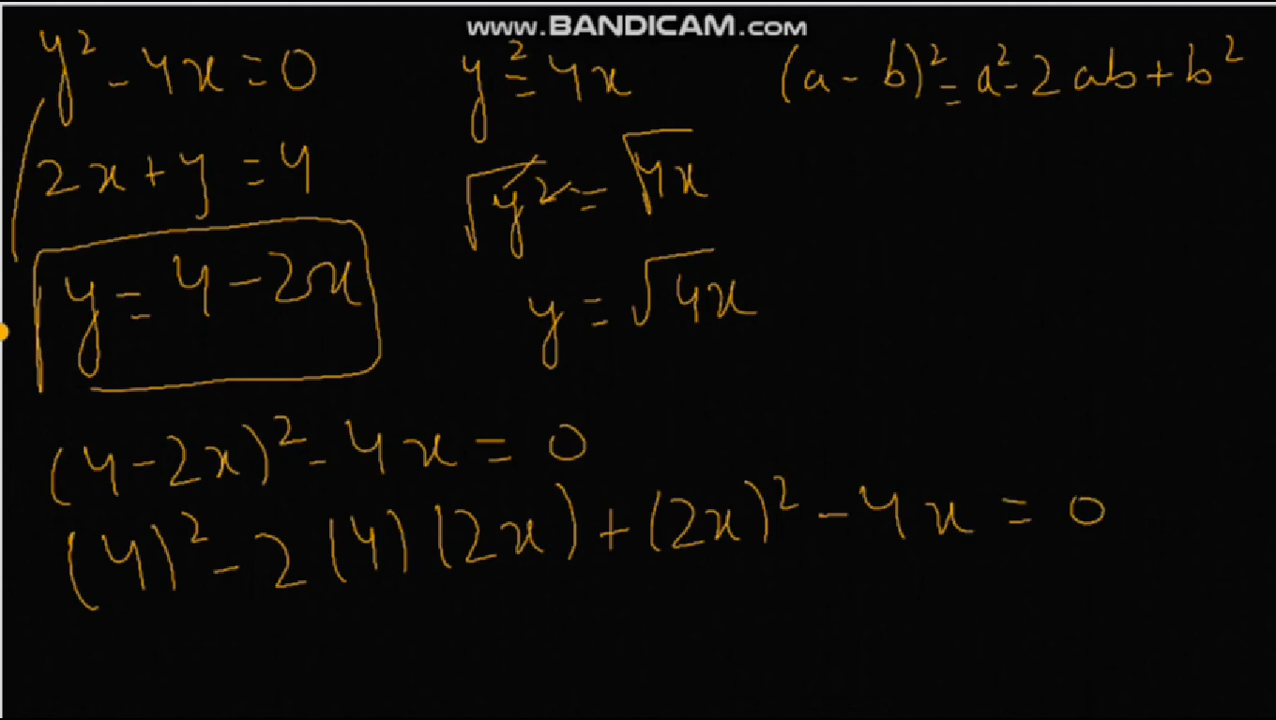 www.BANDICAM.com
y² - 4x = 0
2x + y = 4
y = 4 - 2x
y² = 4x
√y² = √4x
y = √4x
(a - b)² = a² - 2ab + b²
(4 - 2x)² - 4x = 0
(4)² - 2(4)(2x) + (2x)² - 4x = 0